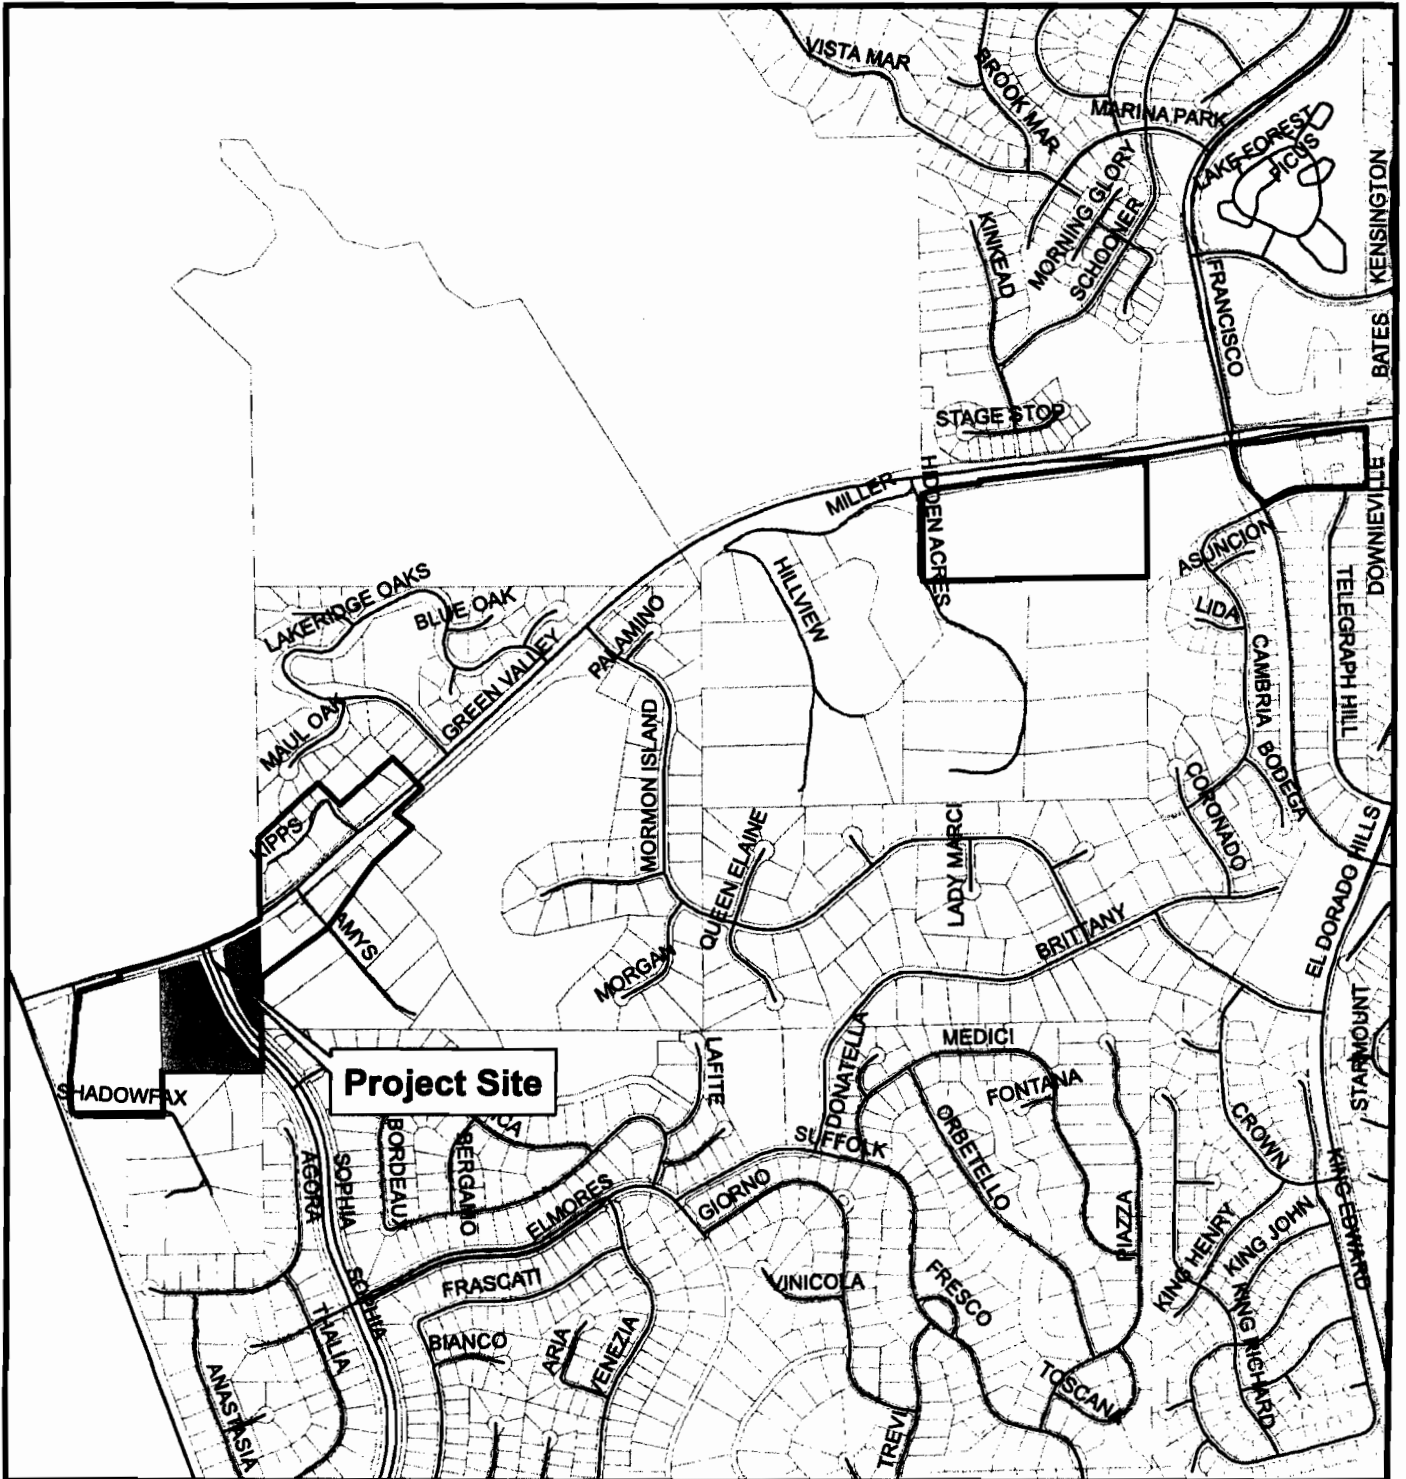 VISTA MAR
BROOK MAR
MARINA PARK
LAKE FOREST
PICUS
KENSINGTON
MORNING GLORY
SCHOONER
KINKEAD
FRANCISCO
BATES
STAGE STOP
HIDDEN ACRES
MILLER
DOWNIEVILLE
ASUNCION
TELEGRAPH HILL
LAKERIDGE OAKS
BLUE OAK
HILLVIEW
LIDA
PALAMINO
GREEN VALLEY
CAMBRIA
MAUL OAK
MORMON ISLAND
BODEGA
CORONADO
KIPPS
QUEEN ELAINE
LADY MARCI
EL DORADO HILLS
AMYS
BRITTANY
MORGAN
STARMOUNT
DONATELLA
MEDICI
LAFITE
Project Site
FONTANA
SHADOWFAX
ORBETELLO
CROWN
BORDEAUX
BERGAMO
SUFFOLK
AGORA
SOPHIA
ELMORES
GIORNO
PIAZZA
KING EDWARD
KING HENRY
KING JOHN
FRASCATI
VINICOLA
FRESCO
SOPHIA
THALIA
BIANCO
ARIA
VENEZIA
KING RICHARD
ANASTASIA
TREVI
TOSCANA